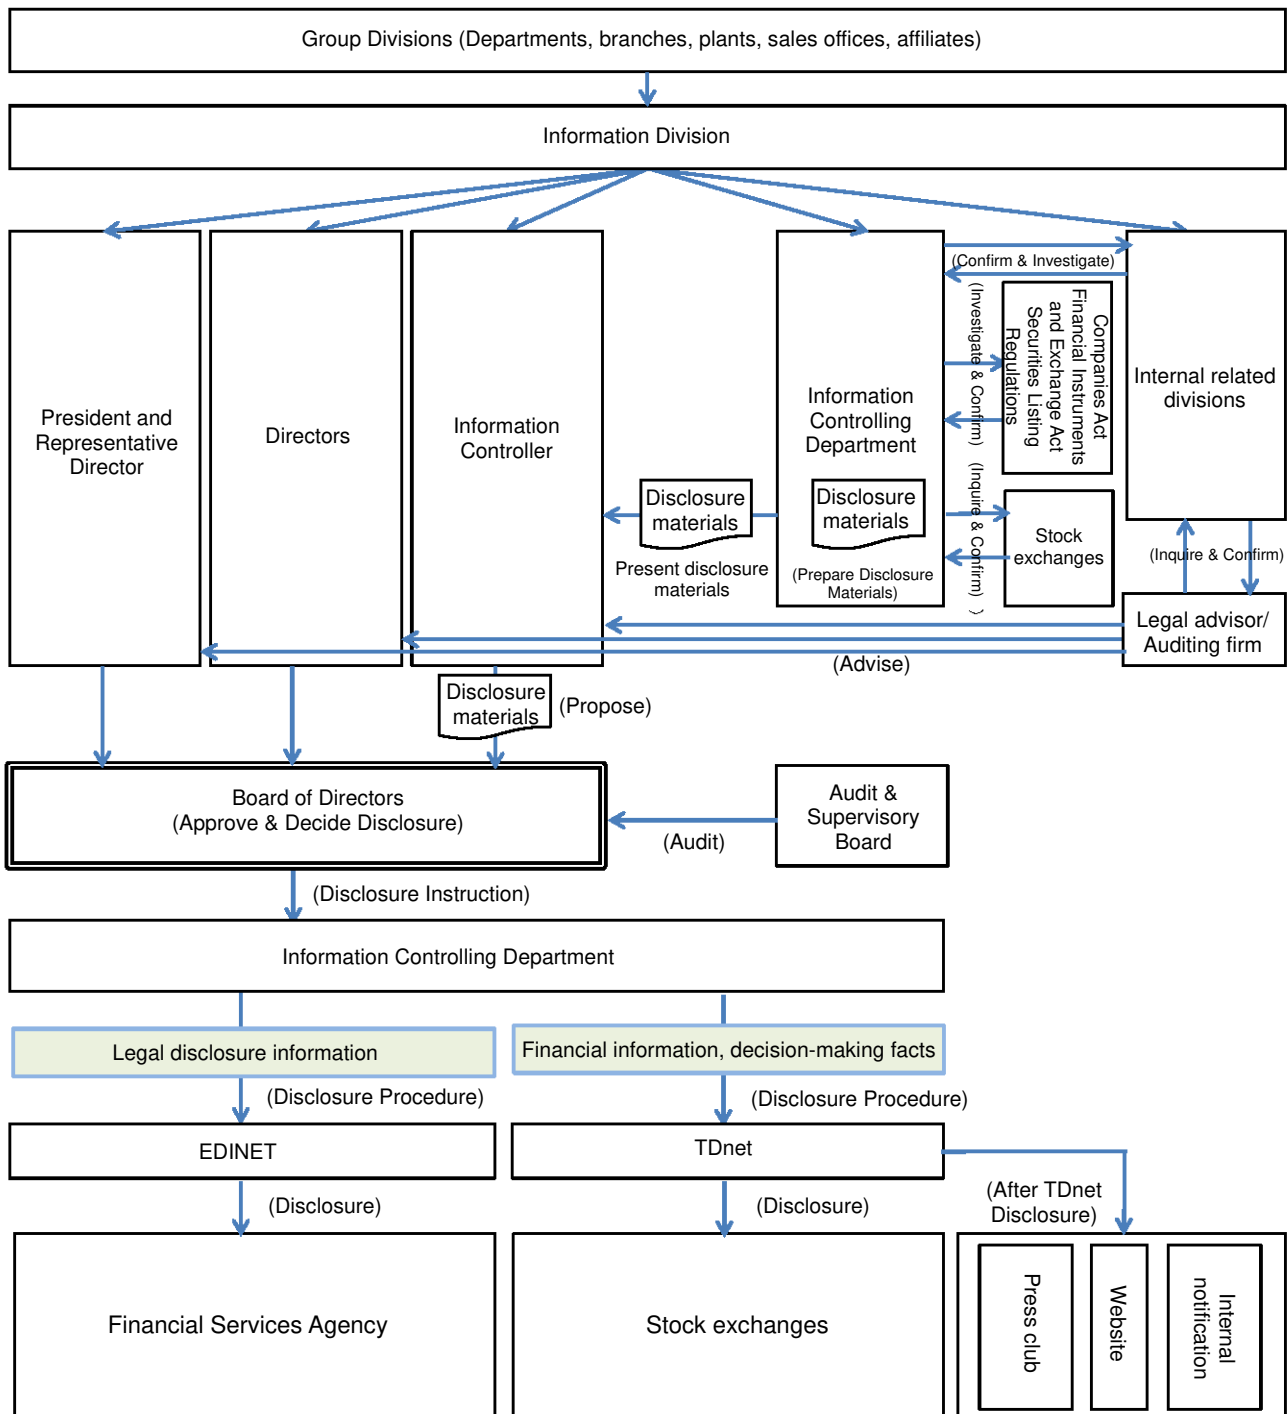 Group Divisions (Departments, branches, plants, sales offices, affiliates)
Information Division
President and
Representative
Director
Directors
Information
Controller
Information
Controlling
Department
(Confirm & Investigate)
(Investigate & Confirm)
Companies Act
Financial Instruments
and Exchange Act
Securities Listing
Regulations
Internal related
divisions
Disclosure
materials
Present disclosure
materials
Disclosure
materials
(Prepare Disclosure
Materials)
(Inquire & Confirm)
)
Stock
exchanges
(Inquire & Confirm)
Legal advisor/
Auditing firm
(Advise)
Disclosure
materials
(Propose)
Board of Directors
(Approve & Decide Disclosure)
(Audit)
Audit &
Supervisory
Board
(Disclosure Instruction)
Information Controlling Department
Legal disclosure information
Financial information, decision-making facts
(Disclosure Procedure)
(Disclosure Procedure)
EDINET
TDnet
(Disclosure)
(Disclosure)
(After TDnet
Disclosure)
Financial Services Agency
Stock exchanges
Press club
Website
Internal
notification